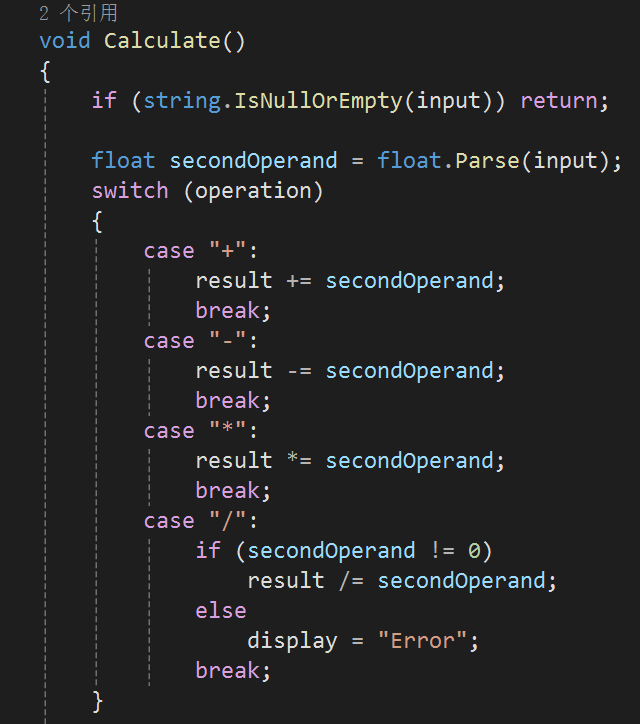 2 个引用
void Calculate()
{
if (string.IsNullOrEmpty(input)) return;
float secondOperand = float.Parse(input);
switch (operation)
{
case "+":
result += secondOperand;
break;
case "-":
result -= secondOperand;
break;
case "*":
result *= secondOperand;
break;
case "/":
if (secondOperand != 0)
result /= secondOperand;
else
display = "Error";
break;
}